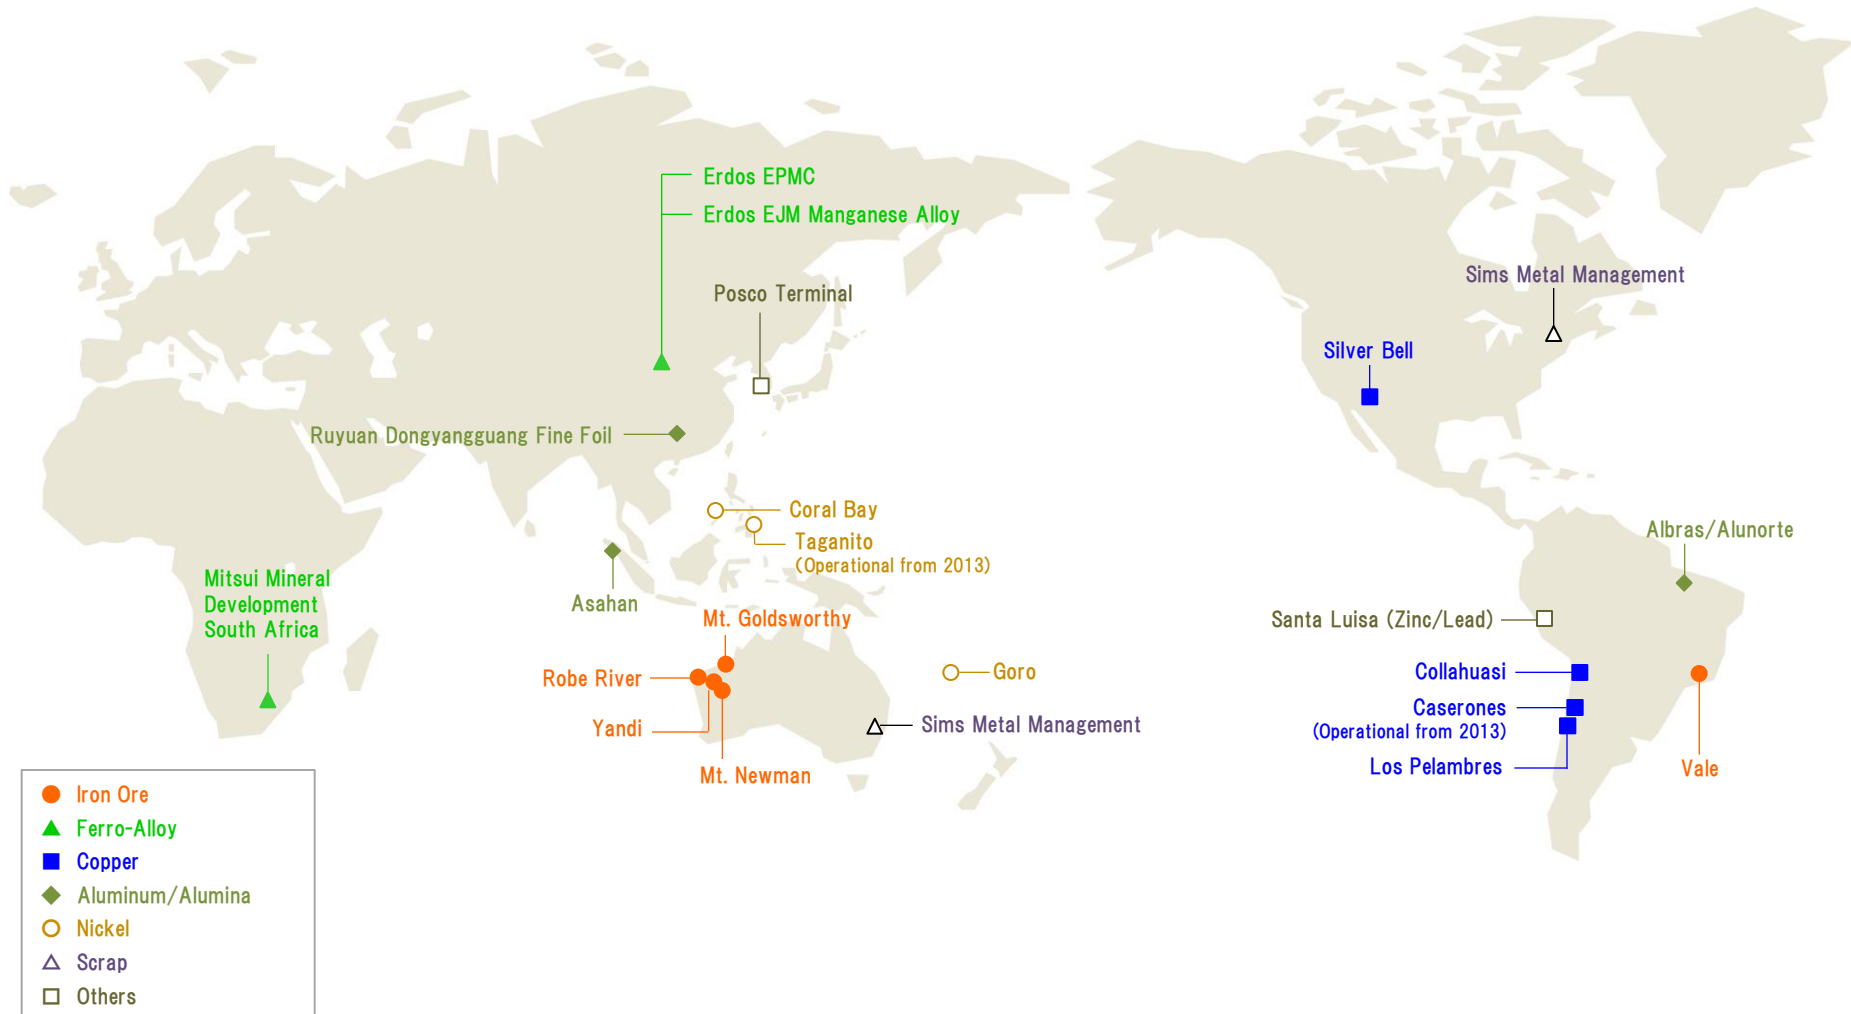 Erdos EPMC
Erdos EJM Manganese Alloy
Posco Terminal
Sims Metal Management
Silver Bell
Ruyuan Dongyangguang Fine Foil
Coral Bay
Taganito
(Operational from 2013)
Albras/Alunorte
Mitsui Mineral
Development
South Africa
Asahan
Mt. Goldsworthy
Santa Luisa (Zinc/Lead)
Robe River
Goro
Collahuasi
Caserones
(Operational from 2013)
Yandi
Sims Metal Management
Mt. Newman
Los Pelambres
Vale
Iron Ore
Ferro-Alloy
Copper
Aluminum/Alumina
Nickel
Scrap
Others